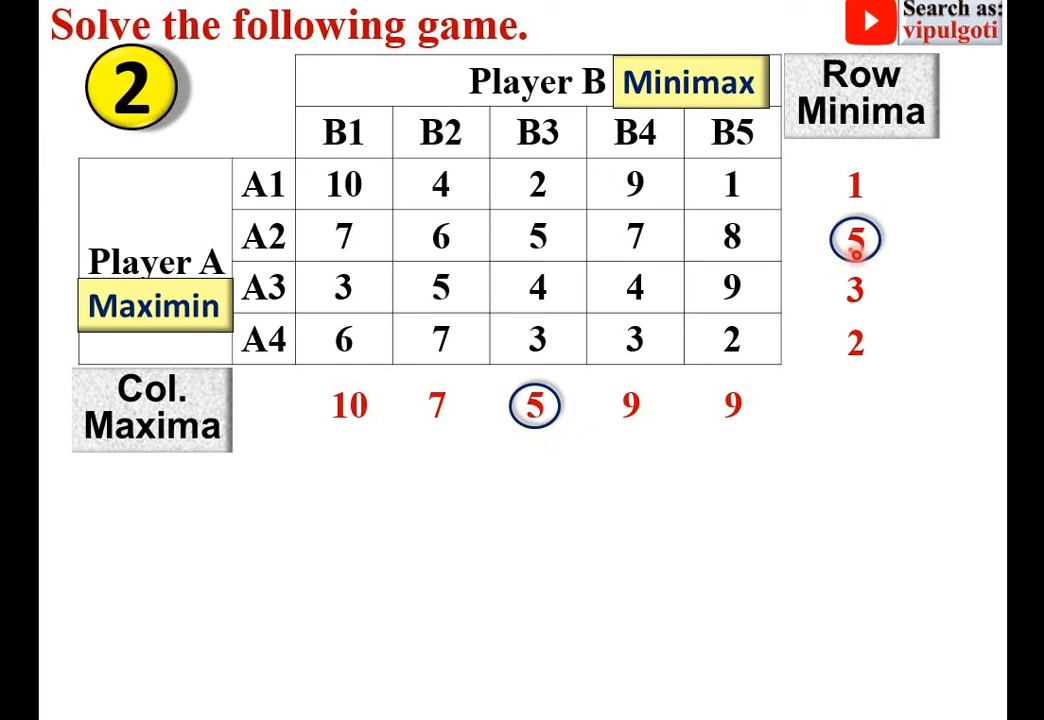 Solve the following game.
Search as:
vipulgoti
2
Player B Minimax
Row
Minima
B1 B2 B3 B4 B5
A1 10 4 2 9 1 1
A2 7 6 5 7 8 5
Player A
A3 3 5 4 4 9 3
Maximin
A4 6 7 3 3 2 2
Col.
Maxima
10 7 5 9 9